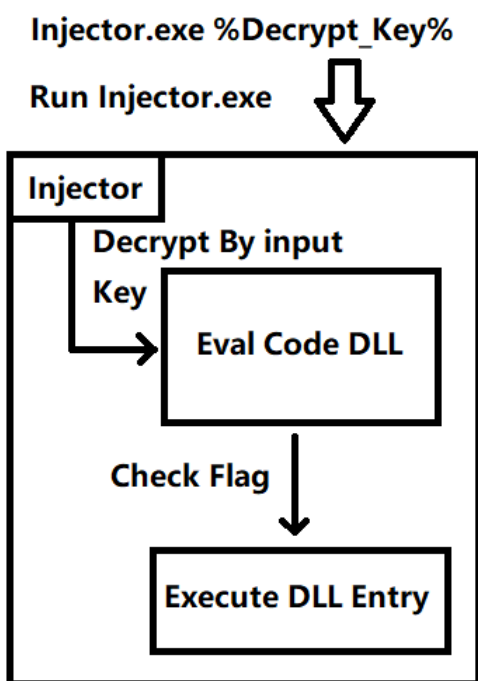 Injector.exe %Decrypt_Key%
Run Injector.exe
Injector
Decrypt By input
Key
Eval Code DLL
Check Flag
Execute DLL Entry